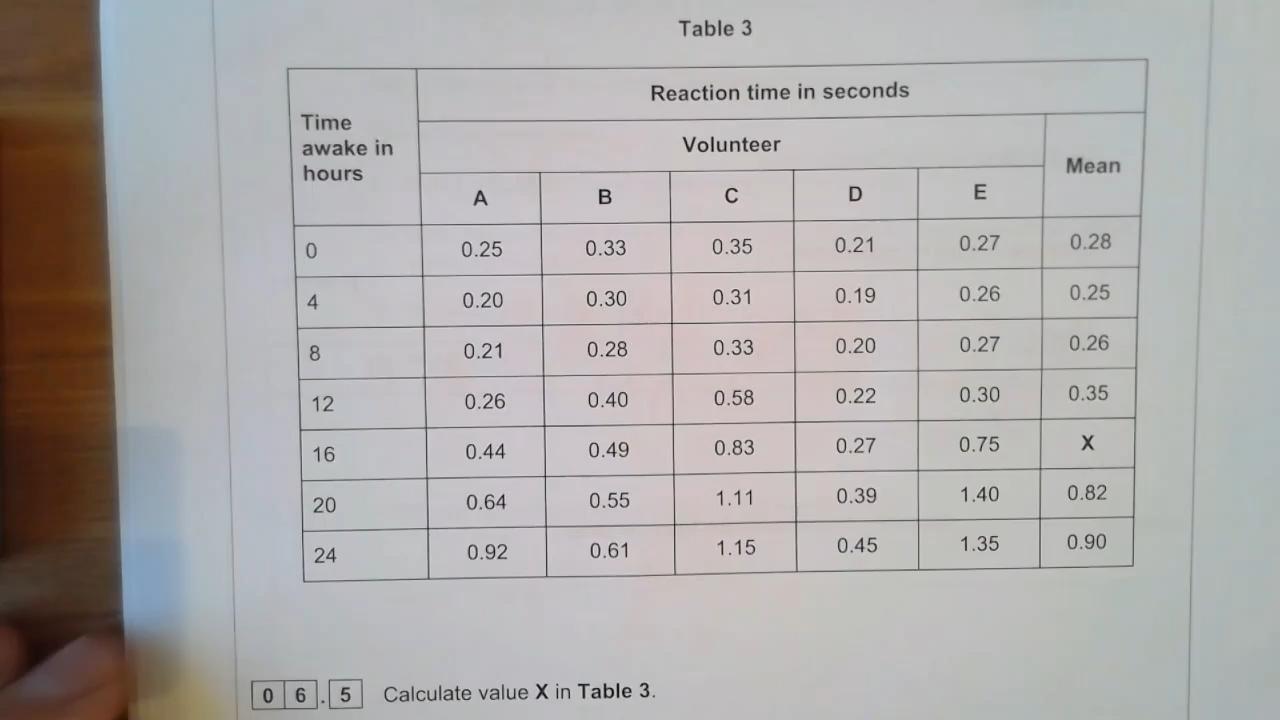 Table 3
Time awake in hours
Reaction time in seconds
Volunteer
Mean
A B C D E
0 0.25 0.33 0.35 0.21 0.27 0.28
4 0.20 0.30 0.31 0.19 0.26 0.25
8 0.21 0.28 0.33 0.20 0.27 0.26
12 0.26 0.40 0.58 0.22 0.30 0.35
16 0.44 0.49 0.83 0.27 0.75 X
20 0.64 0.55 1.11 0.39 1.40 0.82
24 0.92 0.61 1.15 0.45 1.35 0.90
0 6 . 5 Calculate value X in Table 3.